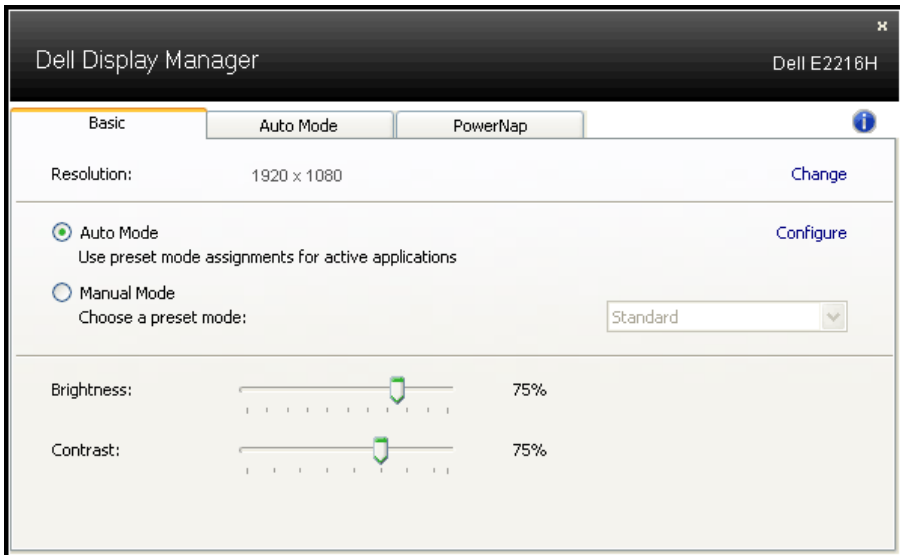 x
Dell Display Manager
Dell E2216H
Basic
Auto Mode
PowerNap
i
Resolution:
1920 x 1080
Change
Auto Mode
Configure
Use preset mode assignments for active applications
Manual Mode
Choose a preset mode:
Standard
Brightness:
75%
Contrast:
75%